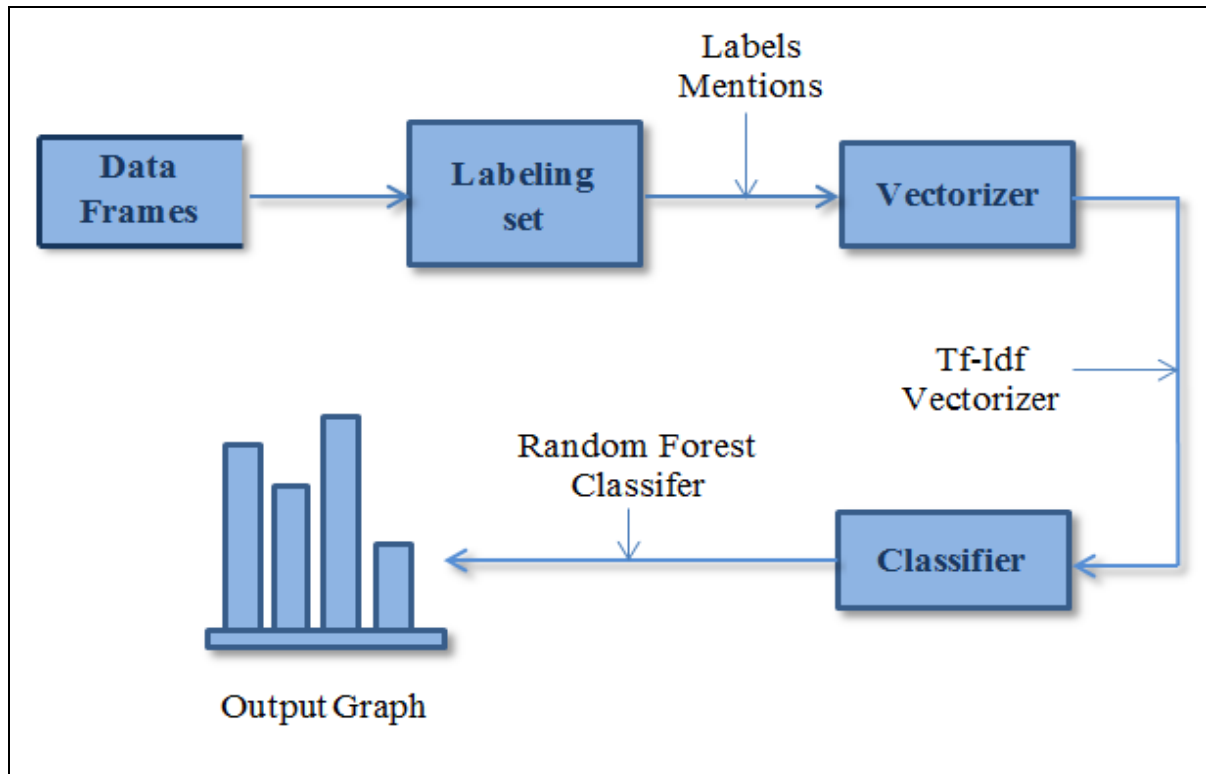 Labels
Mentions
Data
Frames
Labeling
set
Vectorizer
Tf-Idf
Vectorizer
Random Forest
Classifer
Classifier
Output Graph